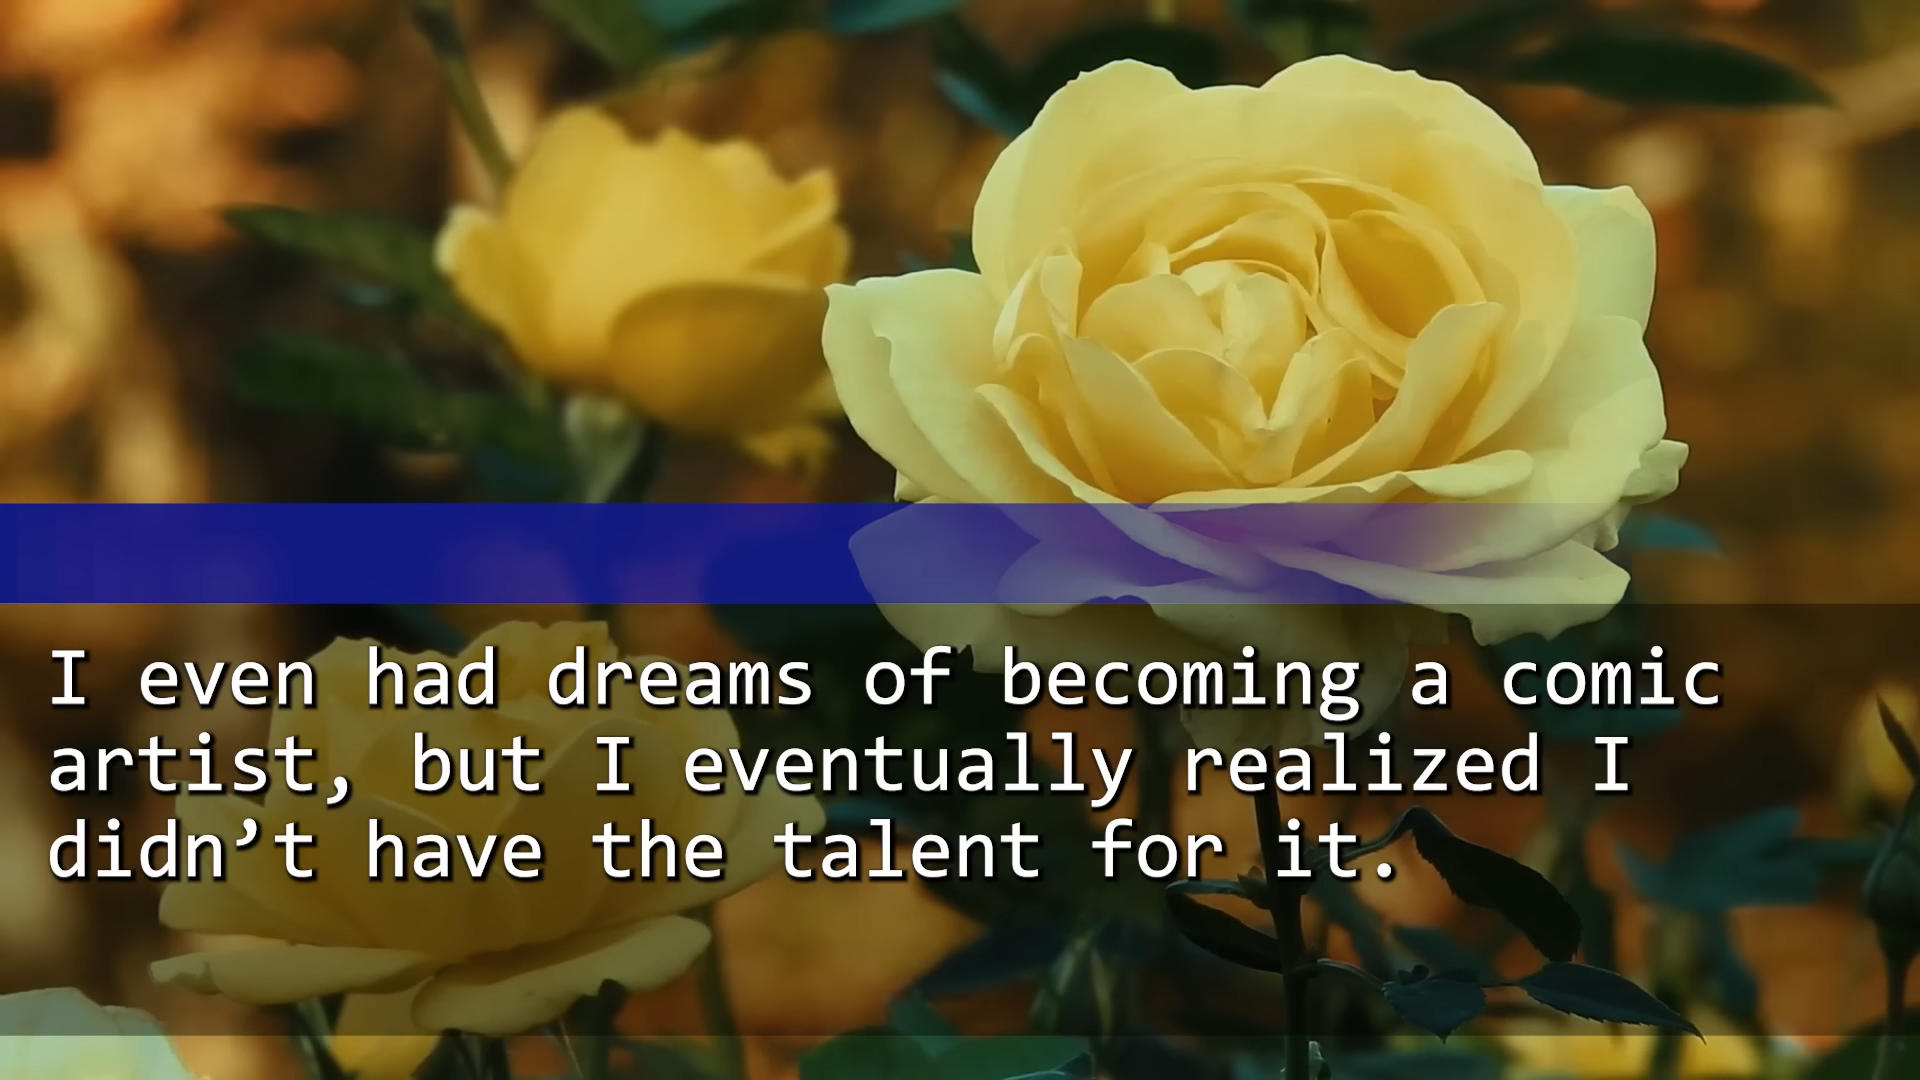 I even had dreams of becoming a comic
artist, but I eventually realized I
didn’t have the talent for it.